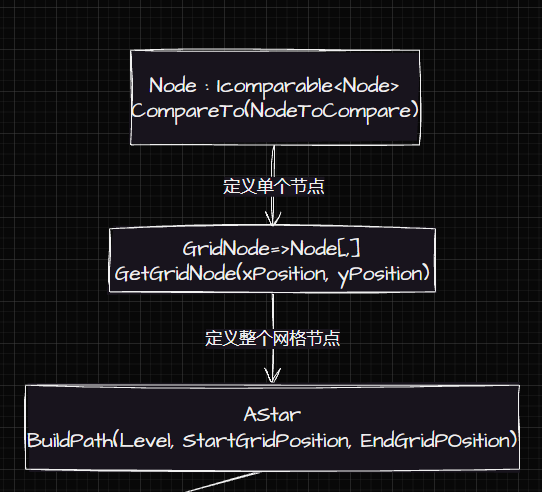 Node : Icomparable<Node>
CompareTo(NodeToCompare)
定义单个节点
GridNode=>Node[,]
GetGridNode(xPosition, yPosition)
定义整个网格节点
AStar
BuildPath(Level, StartGridPosition, EndGridPOsition)